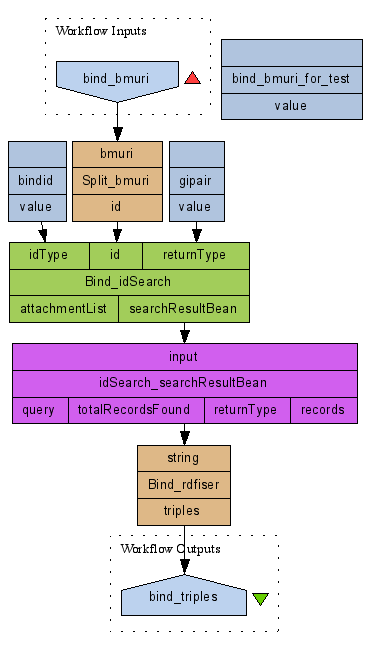 Workflow Inputs
bind_bmuri
bind_bmuri_for_test
value
bindid
value
bmuri
Split_bmuri
id
gipair
value
idType id returnType
Bind_idSearch
attachmentList searchResultBean
input
idSearch_searchResultBean
query totalRecordsFound returnType records
string
Bind_rdfiser
triples
Workflow Outputs
bind_triples